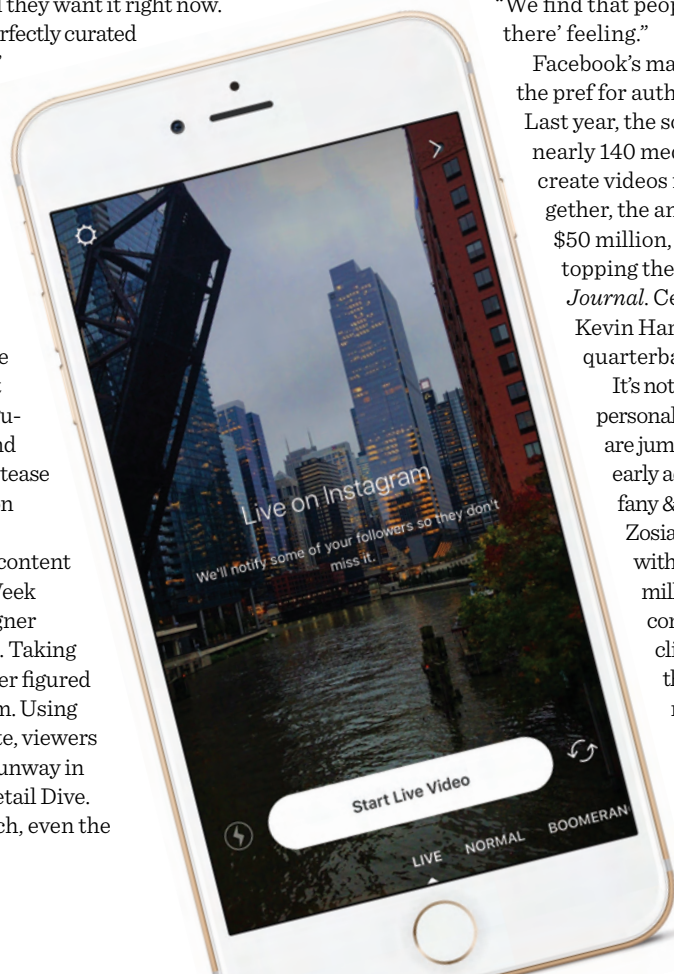 they want it right now.
rfectly curated
e
gu-
nd
tease
n
content
Week
gner
. Taking
er figured
m. Using
te, viewers
unway in
etail Dive.
ch, even the
Live on Instagram
We'll notify some of your followers so they don't
miss it.
Start Live Video
LIVE NORMAL BOOMERAN
“We find that peop
there’ feeling.”
Facebook’s ma
the pref for auth
Last year, the so
nearly 140 med
create videos
gether, the an
$50 million,
topping the
Journal. Ce
Kevin Har
quarterba
It’s not
personal
are jum
early a
fany &
Zosia
with
mill
con
cli
th